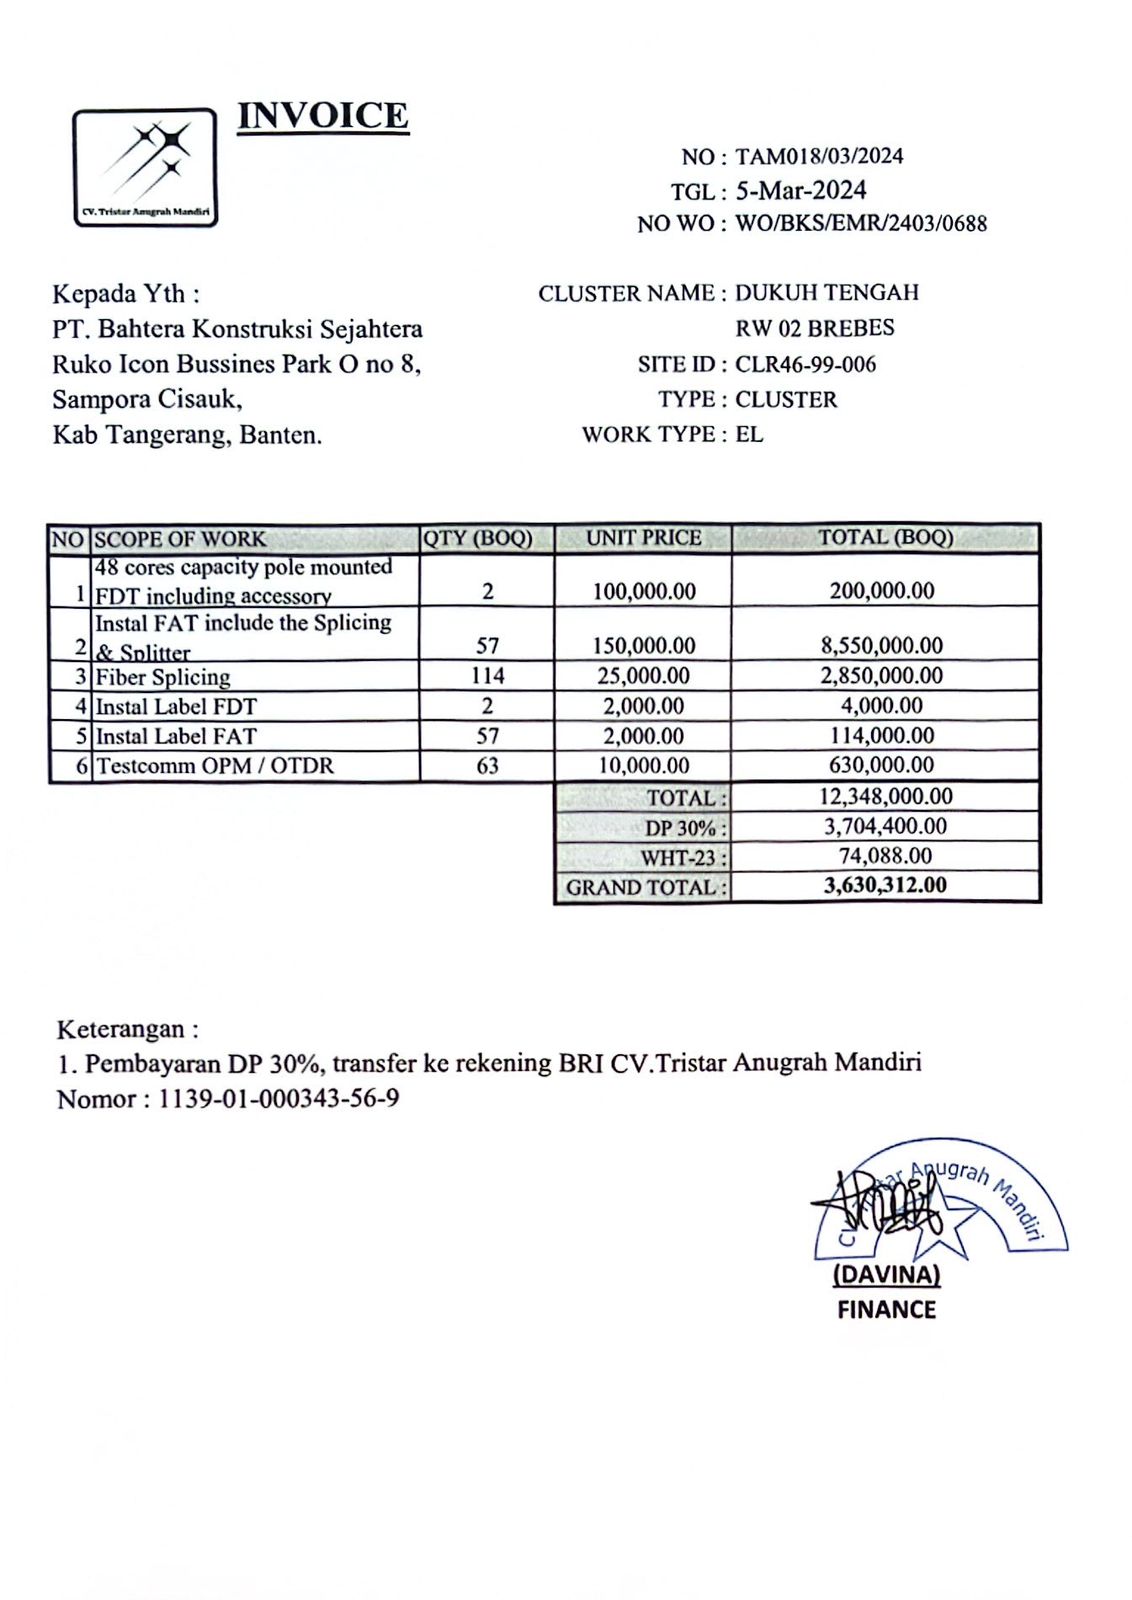 INVOICE
CV. Tristar Anugrah Mandiri
NO : TAM018/03/2024
TGL : 5-Mar-2024
NO WO : WO/BKS/EMR/2403/0688
Kepada Yth :
PT. Bahtera Konstruksi Sejahtera
Ruko Icon Bussines Park O no 8,
Sampora Cisauk,
Kab Tangerang, Banten.
CLUSTER NAME : DUKUH TENGAH
RW 02 BREBES
SITE ID : CLR46-99-006
TYPE : CLUSTER
WORK TYPE : EL
NO SCOPE OF WORK QTY (BOQ) UNIT PRICE TOTAL (BOQ)
48 cores capacity pole mounted
1 FDT including accessory 2 100,000.00 200,000.00
Instal FAT include the Splicing
2 & Splitter 57 150,000.00 8,550,000.00
3 Fiber Splicing 114 25,000.00 2,850,000.00
4 Instal Label FDT 2 2,000.00 4,000.00
5 Instal Label FAT 57 2,000.00 114,000.00
6 Testcomm OPM / OTDR 63 10,000.00 630,000.00
TOTAL : 12,348,000.00
DP 30% : 3,704,400.00
WHT-23 : 74,088.00
GRAND TOTAL : 3,630,312.00
Keterangan :
1. Pembayaran DP 30%, transfer ke rekening BRI CV.Tristar Anugrah Mandiri
Nomor : 1139-01-000343-56-9
Anugrah Mandiri
(DAVINA)
FINANCE